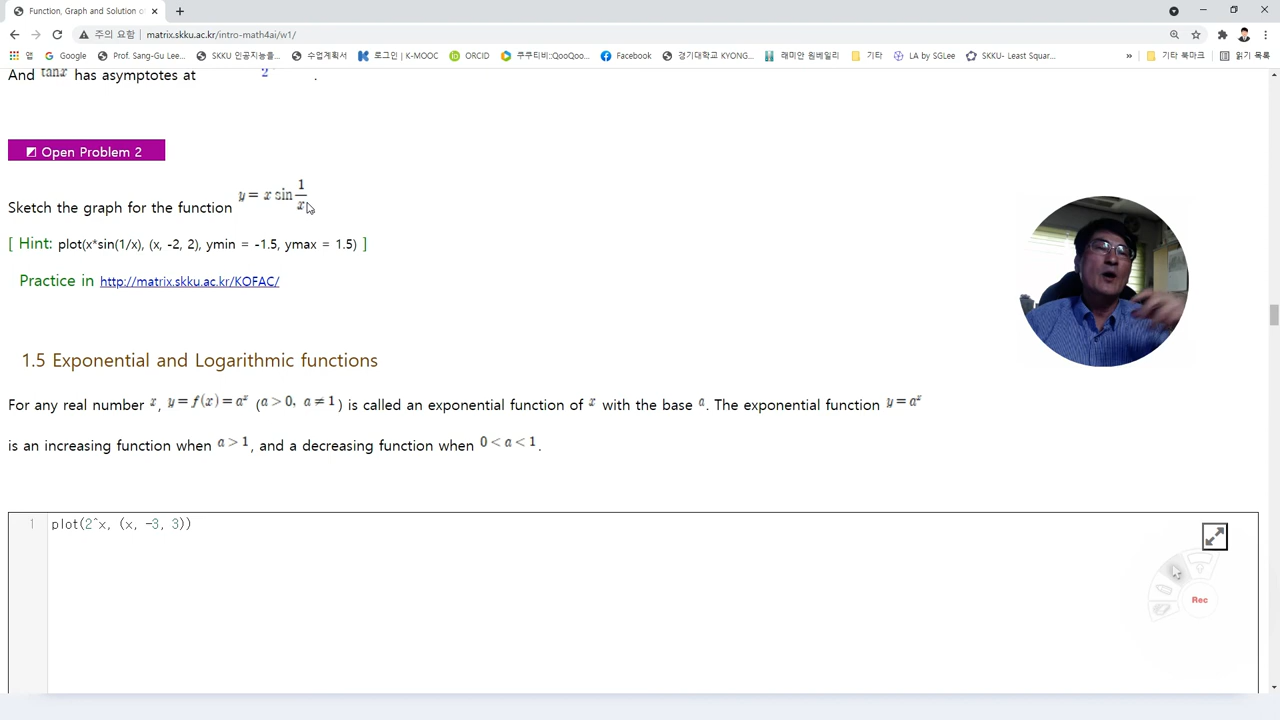 Function, Graph and Solution o
주의 요함 | matrix.skku.ac.kr/intro-math4ai/w1/
앱 Google Prof. Sang-Gu Lee... SKKU 인공지능을... 수업계획서 로그인 | K-MOOC ORCID 쿠쿠티비::QooQoo... Facebook 경기대학교 KYONG... 래미안 원베일리 기타 LA by SGLee SKKU- Least Squar... » 기타 북마크 읽기 목록
And tanx has asymptotes at 2 .
Open Problem 2
Sketch the graph for the function y = x sin 1/x
[ Hint: plot(x*sin(1/x), (x, -2, 2), ymin = -1.5, ymax = 1.5) ]
Practice in http://matrix.skku.ac.kr/KOFAC/
1.5 Exponential and Logarithmic functions
For any real number x, y = f(x) = aˣ (a > 0, a ≠ 1) is called an exponential function of x with the base a. The exponential function y = aˣ
is an increasing function when a > 1, and a decreasing function when 0 < a < 1.
1 plot(2^x, (x, -3, 3))
Rec